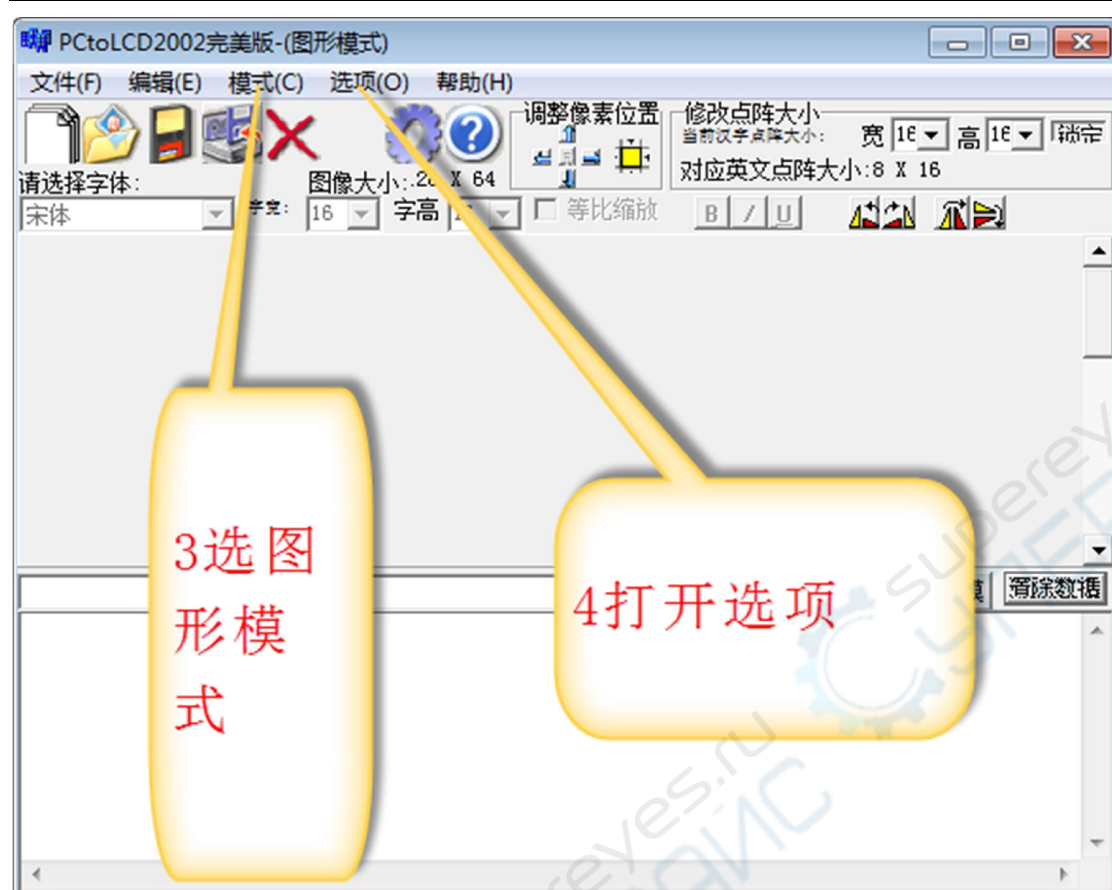 PCtoLCD2002完美版-(图形模式)
文件(F) 编辑(E) 模式(C) 选项(O) 帮助(H)
调整像素位置
修改点阵大小
当前汉字点阵大小:
宽 16 高 16 锁定
对应英文点阵大小:8 X 16
请选择字体:
图像大小: X 64
宋体
字宽: 16 字高 等比缩放 B I U
3选图
形模
式
4打开选项
清除数据
superey
eyes.ru